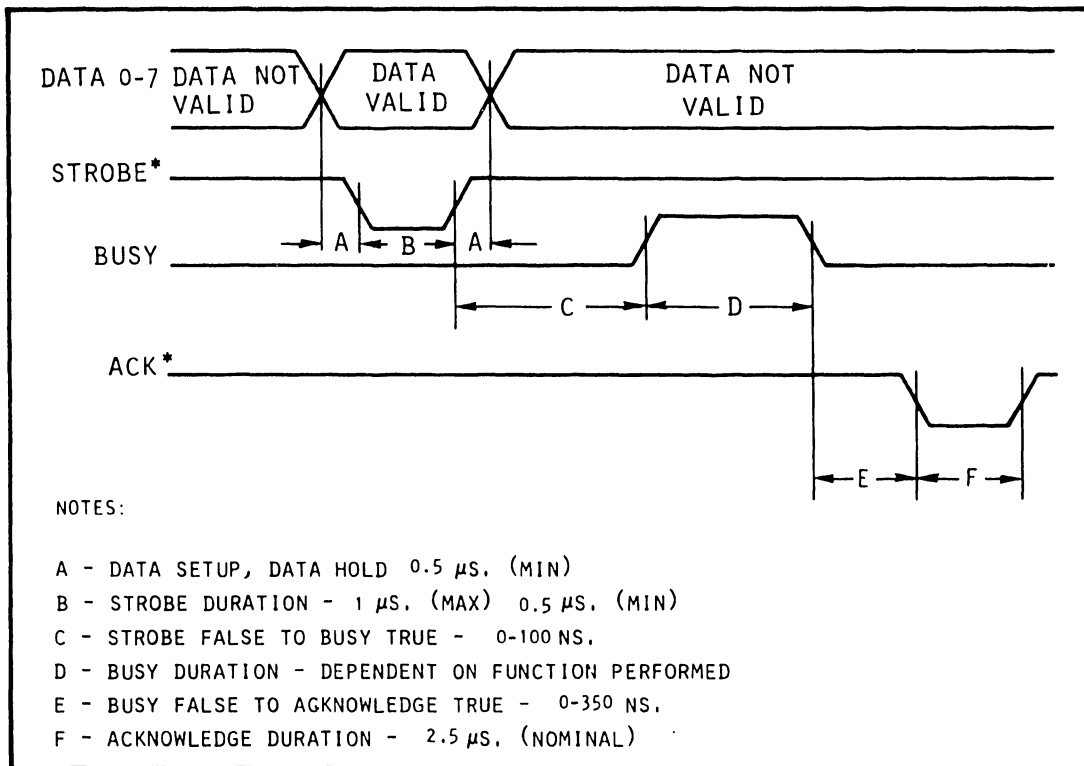 DATA 0-7 DATA NOT VALID
DATA VALID
DATA NOT VALID
STROBE*
A B A
BUSY
C D
ACK*
E F
NOTES:
A - DATA SETUP, DATA HOLD 0.5 µS. (MIN)
B - STROBE DURATION - 1 µS. (MAX) 0.5 µS. (MIN)
C - STROBE FALSE TO BUSY TRUE - 0-100 NS.
D - BUSY DURATION - DEPENDENT ON FUNCTION PERFORMED
E - BUSY FALSE TO AGKNOWLEDGE TRUE - 0-350 NS.
F - ACKNOWLEDGE DURATION - 2.5 µS. (NOMINAL)